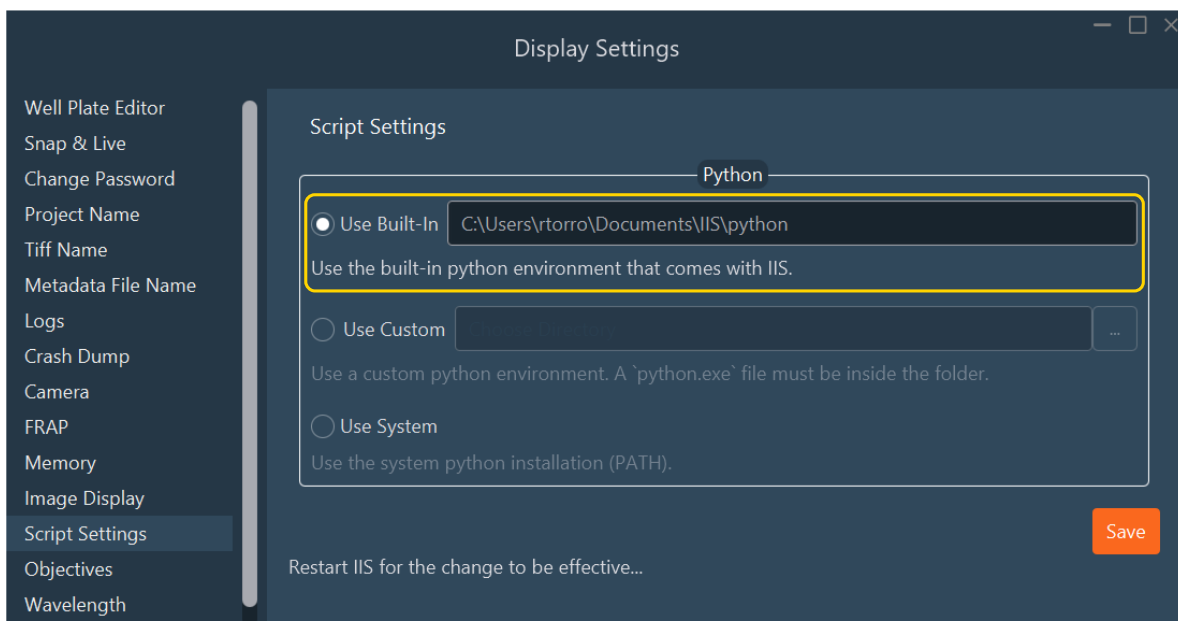 Display Settings
Well Plate Editor
Snap & Live
Change Password
Project Name
Tiff Name
Metadata File Name
Logs
Crash Dump
Camera
FRAP
Memory
Image Display
Script Settings
Objectives
Wavelength
Script Settings
Python
Use Built-In C:\Users\rtorro\Documents\IIS\python
Use the built-in python environment that comes with IIS.
Use Custom Choose Directory ...
Use a custom python environment. A `python.exe` file must be inside the folder.
Use System
Use the system python installation (PATH).
Save
Restart IIS for the change to be effective...